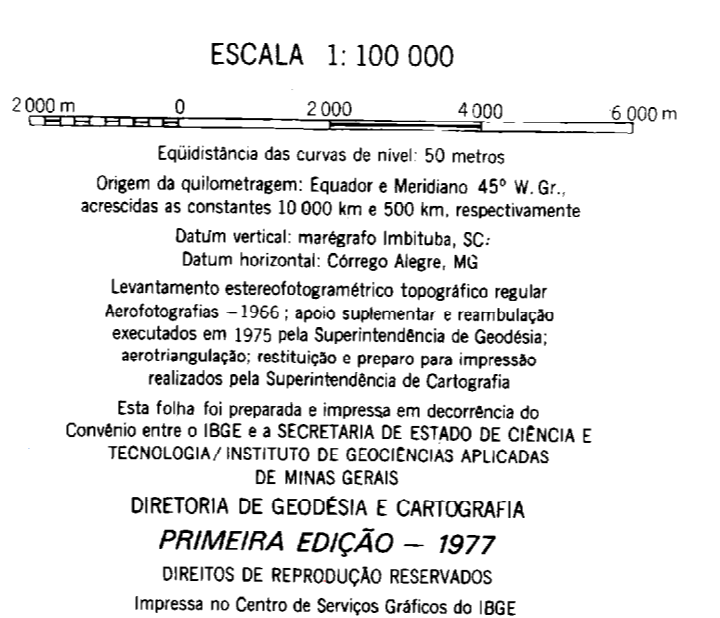 ESCALA 1: 100 000
2 000 m 0 2 000 4 000 6 000 m
Eqüidistância das curvas de nível: 50 metros
Origem da quilometragem: Equador e Meridiano 45° W. Gr.,
acrescidas as constantes 10 000 km e 500 km, respectivamente
Datum vertical: marégrafo Imbituba, SC:
Datum horizontal: Córrego Alegre, MG
Levantamento estereofotogramétrico topográfico regular
Aerofotografias – 1966 ; apoio suplementar e reambulação
executados em 1975 pela Superintendência de Geodésia;
aerotriangulação; restituição e preparo para impressão
realizados pela Superintendência de Cartografia
Esta folha foi preparada e impressa em decorrência do
Convênio entre o IBGE e a SECRETARIA DE ESTADO DE CIÊNCIA E
TECNOLOGIA/ INSTITUTO DE GEOCIÊNCIAS APLICADAS
DE MINAS GERAIS
DIRETORIA DE GEODÉSIA E CARTOGRAFIA
PRIMEIRA EDIÇÃO – 1977
DIREITOS DE REPRODUÇÃO RESERVADOS
Impressa no Centro de Serviços Gráficos do IBGE